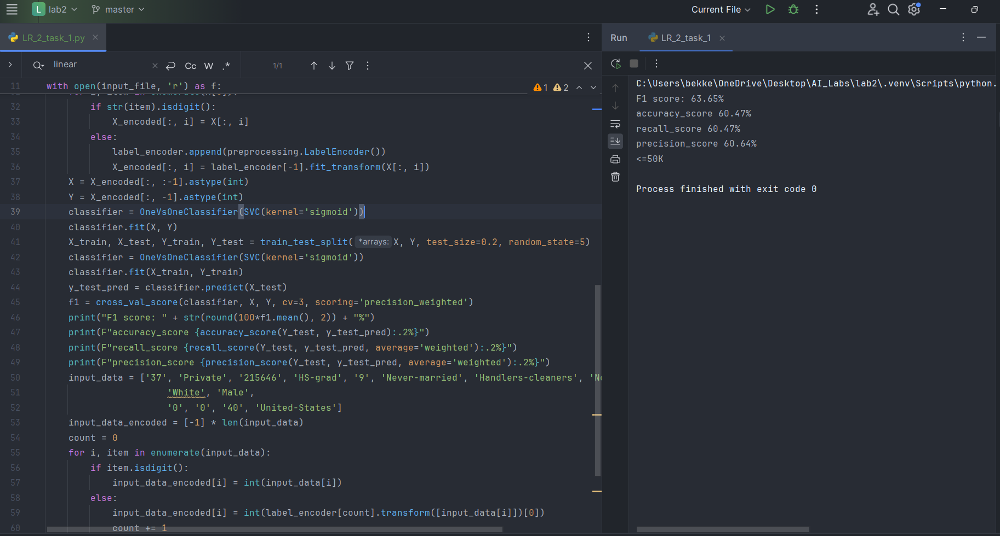 L lab2 master
Current File
LR_2_task_1.py
linear
Cc W .*
1/1
11 with open(input_file, 'r') as f:
1 2
32 if str(item).isdigit():
33 X_encoded[:, i] = X[:, i]
34 else:
35 label_encoder.append(preprocessing.LabelEncoder())
36 X_encoded[:, i] = label_encoder[-1].fit_transform(X[:, i])
37 X = X_encoded[:, :-1].astype(int)
38 Y = X_encoded[:, -1].astype(int)
39 classifier = OneVsOneClassifier(SVC(kernel='sigmoid'))
40 classifier.fit(X, Y)
41 X_train, X_test, Y_train, Y_test = train_test_split( *arrays: X, Y, test_size=0.2, random_state=5)
42 classifier = OneVsOneClassifier(SVC(kernel='sigmoid'))
43 classifier.fit(X_train, Y_train)
44 y_test_pred = classifier.predict(X_test)
45 f1 = cross_val_score(classifier, X, Y, cv=3, scoring='precision_weighted')
46 print("F1 score: " + str(round(100*f1.mean(), 2)) + "%")
47 print(F"accuracy_score {accuracy_score(Y_test, y_test_pred):.2%}")
48 print(F"recall_score {recall_score(Y_test, y_test_pred, average='weighted'):.2%}")
49 print(F"precision_score {precision_score(Y_test, y_test_pred, average='weighted'):.2%}")
50 input_data = ['37', 'Private', '215646', 'HS-grad', '9', 'Never-married', 'Handlers-cleaners',
51 'White', 'Male',
52 '0', '0', '40', 'United-States']
53 input_data_encoded = [-1] * len(input_data)
54 count = 0
55 for i, item in enumerate(input_data):
56 if item.isdigit():
57 input_data_encoded[i] = int(input_data[i])
58 else:
59 input_data_encoded[i] = int(label_encoder[count].transform([input_data[i]])[0])
60 count += 1
Run LR_2_task_1
C:\Users\bekke\OneDrive\Desktop\AI_Labs\lab2\.venv\Scripts\python.
F1 score: 63.65%
accuracy_score 60.47%
recall_score 60.47%
precision_score 60.64%
<=50K
Process finished with exit code 0